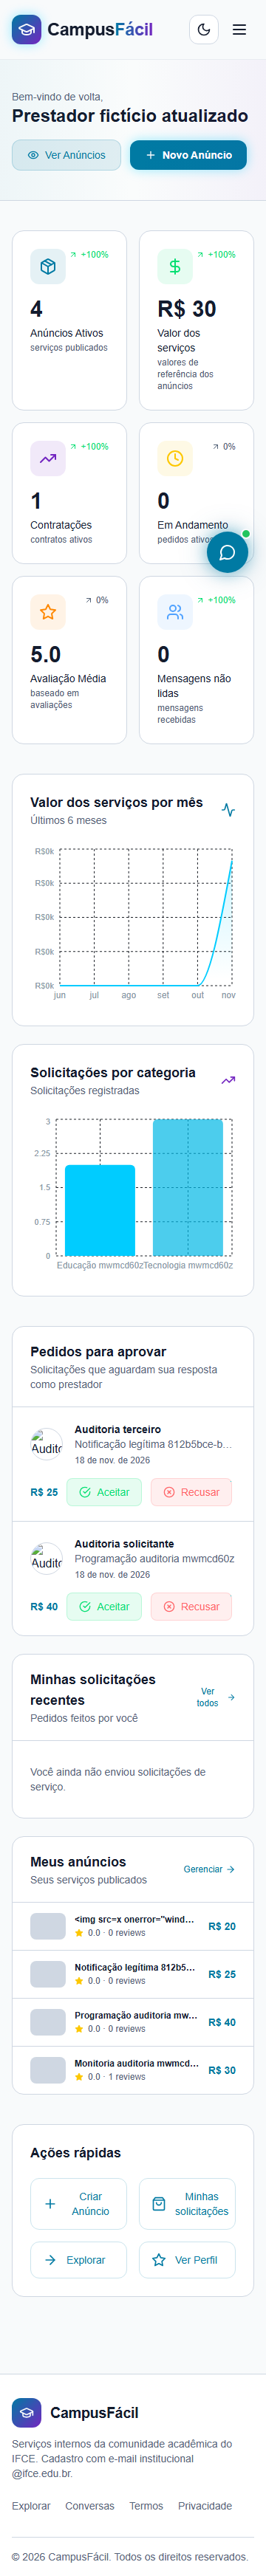 CampusFácil
Bem-vindo de volta,
Prestador fictício atualizado
Ver Anúncios
Novo Anúncio
+100%
+100%
4
R$ 30
Anúncios Ativos
Valor dos
serviços
serviços publicados
valores de
referência dos
anúncios
+100%
0%
1
0
Contratações
Em Andamento
contratos ativos
pedidos
0%
+100%
5.0
0
Avaliação Média
Mensagens não
lidas
baseado em
avaliações
mensagens
recebidas
Valor dos serviços por mês
Últimos 6 meses
R$0k
R$0k
R$0k
R$0k
R$0k
jun jul ago set out nov
Solicitações por categoria
Solicitações registradas
3
2.25
1.5
0.75
0
Educação mwmcd60z Tecnologia mwmcd60z
Pedidos para aprovar
Solicitações que aguardam sua resposta
como prestador
Auditoria terceiro
Notificação legítima 812b5bce-b...
18 de nov. de 2026
R$ 25
Aceitar
Recusar
Auditoria solicitante
Programação auditoria mwmcd60z
18 de nov. de 2026
R$ 40
Aceitar
Recusar
Minhas solicitações
recentes
Pedidos feitos por você
Ver
todos
Você ainda não enviou solicitações de
serviço.
Meus anúncios
Seus serviços publicados
Gerenciar
<img src=x onerror="wind...
0.0 · 0 reviews
R$ 20
Notificação legítima 812b5...
0.0 · 0 reviews
R$ 25
Programação auditoria mw...
0.0 · 0 reviews
R$ 40
Monitoria auditoria mwmcd...
0.0 · 1 reviews
R$ 30
Ações rápidas
Criar
Anúncio
Minhas
solicitações
Explorar
Ver Perfil
CampusFácil
Serviços internos da comunidade acadêmica do
IFCE. Cadastro com e-mail institucional
@ifce.edu.br.
Explorar Conversas Termos Privacidade
© 2026 CampusFácil. Todos os direitos reservados.